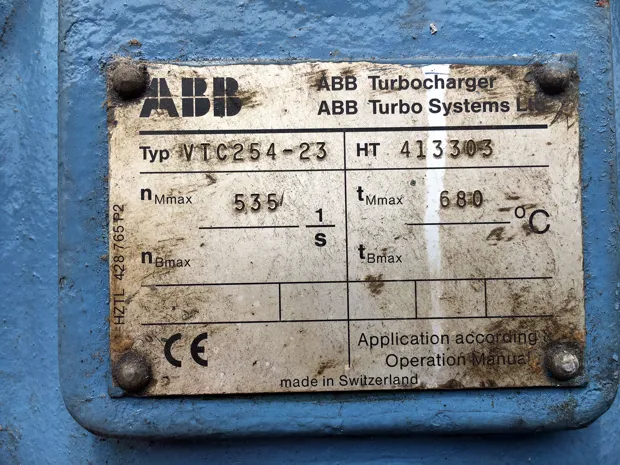 ABB
ABB Turbocharger
ABB Turbo Systems
Typ VTC254-23
HT 413303
nMmax 535 1/s
tMmax 680 °C
nBmax
tBmax
HZTL 428 765 P2
CE
Application according
Operation Manual
made in Switzerland